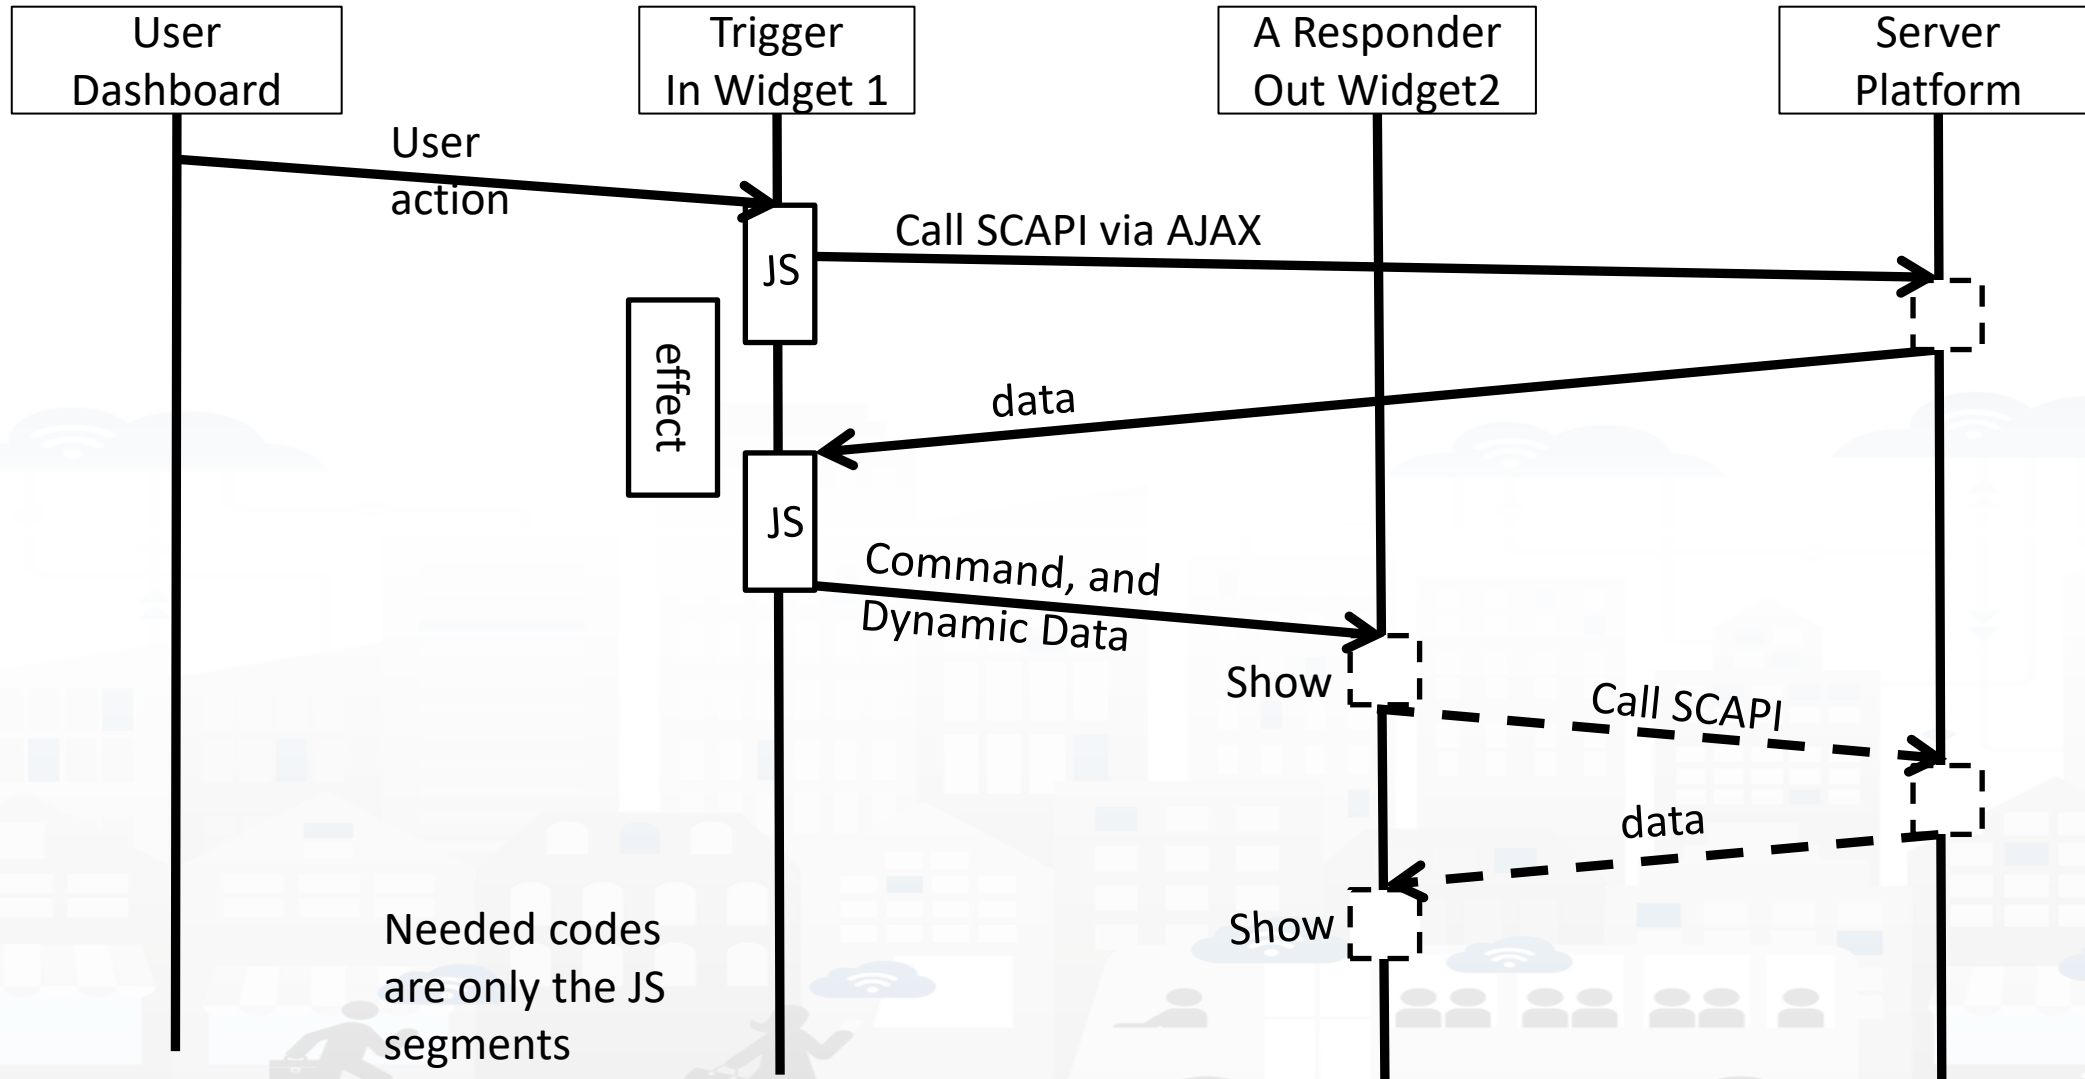 User
Dashboard
Trigger
In Widget 1
A Responder
Out Widget2
Server
Platform
User
action
Call SCAPI via AJAX
JS
effect
data
JS
Command, and
Dynamic Data
Show
Call SCAPI
data
Show
Needed codes
are only the JS
segments